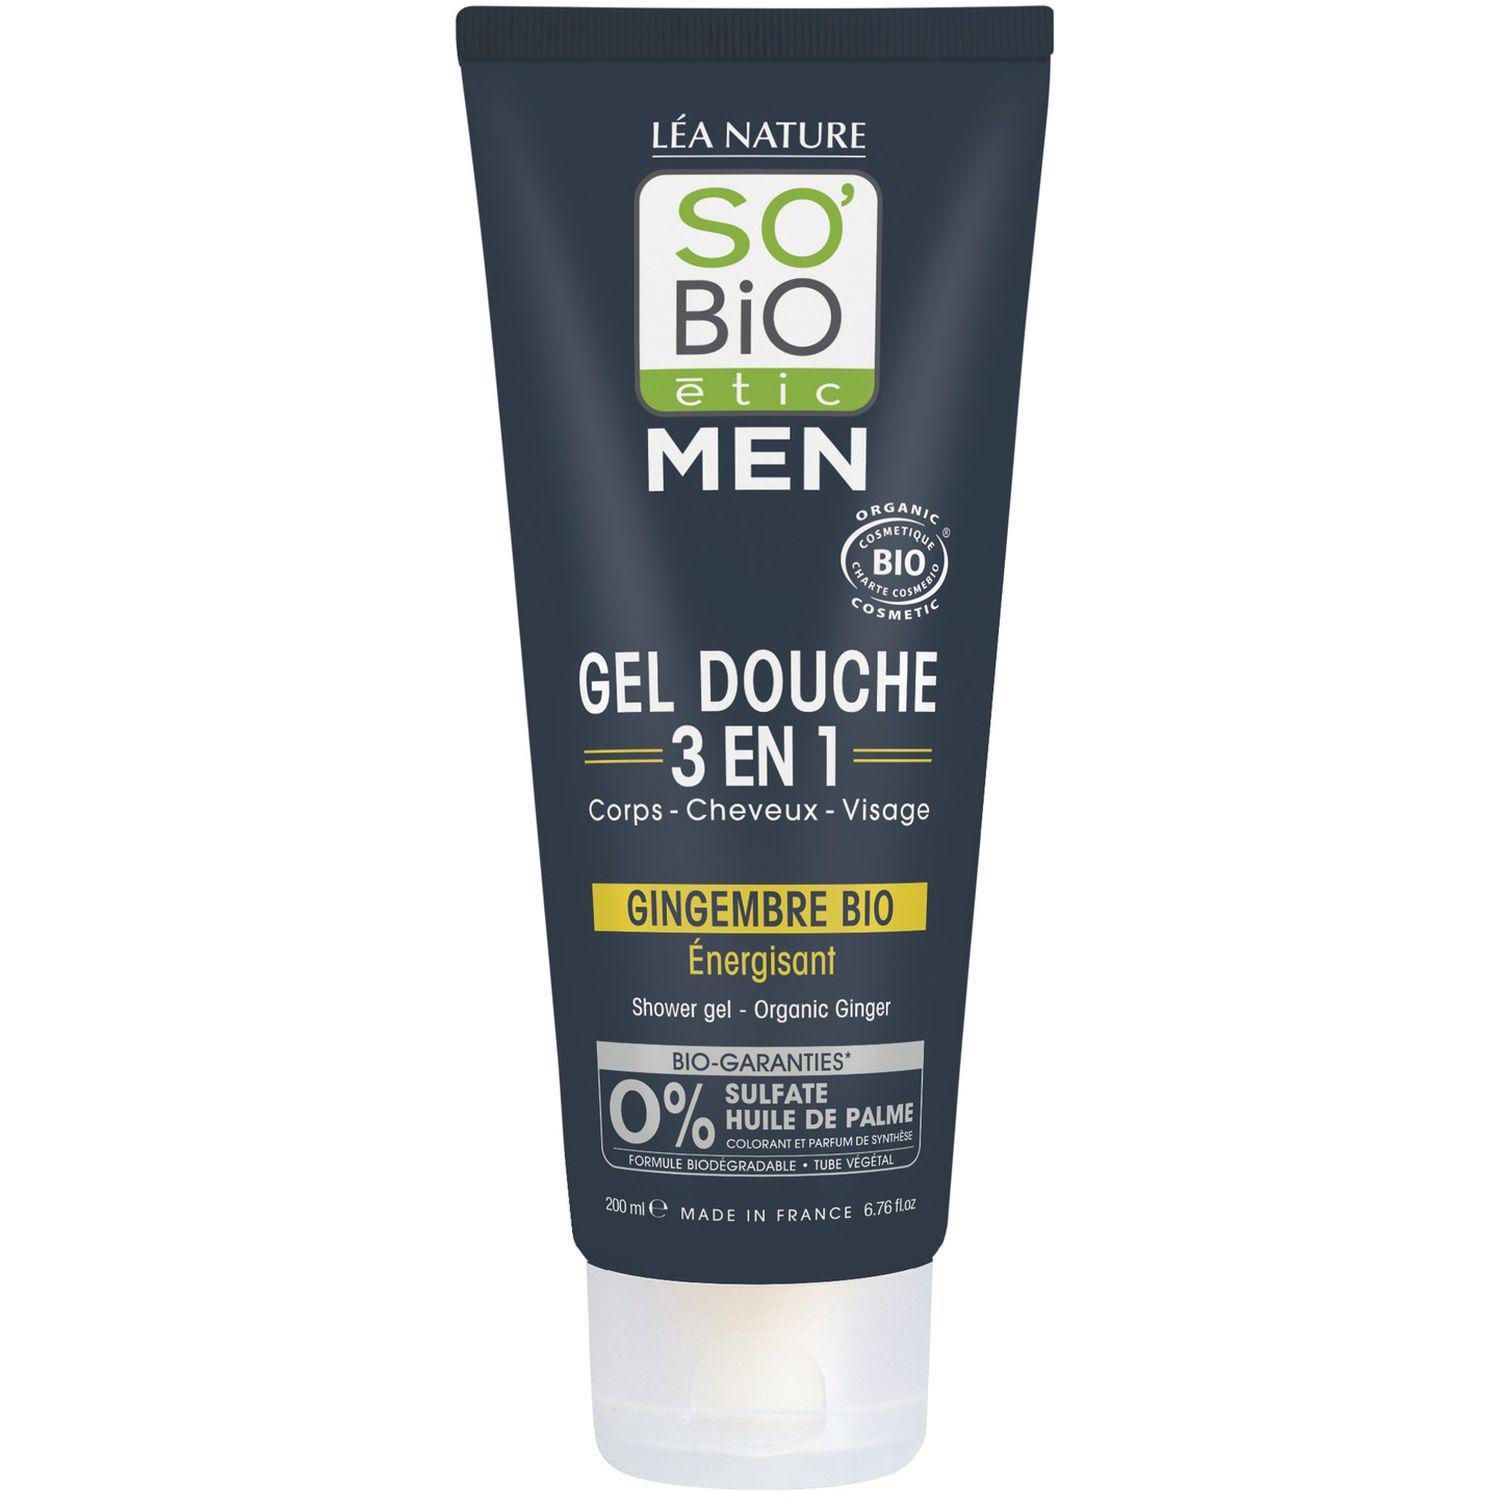 LÉA NATURE
SO'
BiO
ētic
MEN
ORGANIC
COSMETIQUE
®
BIO
CHARTE COSMEBIO
COSMETIC
GEL DOUCHE
3 EN 1
Corps - Cheveux - Visage
GINGEMBRE BIO
Énergisant
Shower gel - Organic Ginger
BIO-GARANTIES*
0% SULFATE
HUILE DE PALME
COLORANT ET PARFUM DE SYNTHÈSE
FORMULE BIODÉGRADABLE • TUBE VÉGÉTAL
200 ml ℮ MADE IN FRANCE 6.76 fl.oz